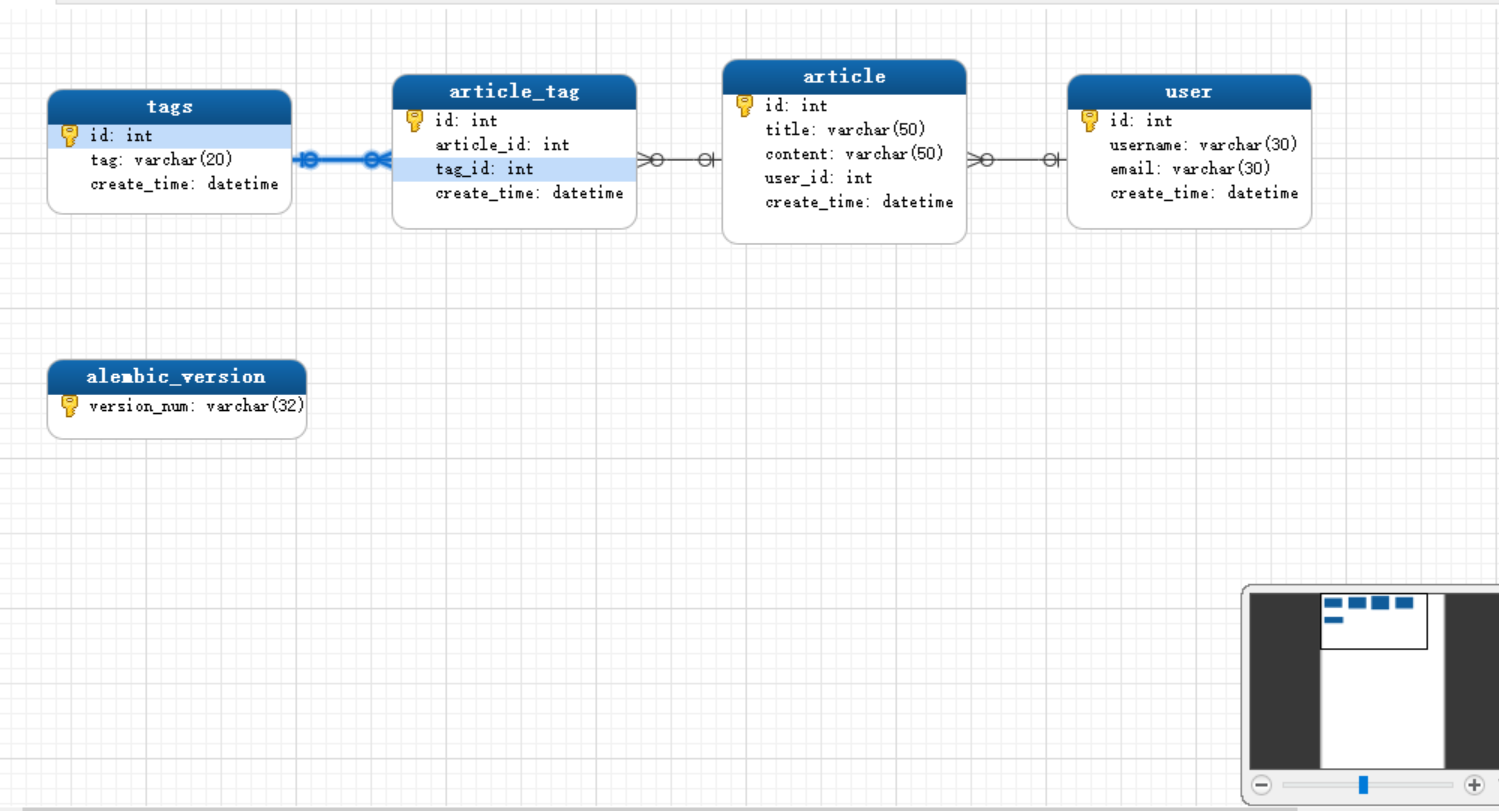 tags
id: int
tag: varchar(20)
create_time: datetime
article_tag
id: int
article_id: int
tag_id: int
create_time: datetime
article
id: int
title: varchar(50)
content: varchar(50)
user_id: int
create_time: datetime
user
id: int
username: varchar(30)
email: varchar(30)
create_time: datetime
alembic_version
version_num: varchar(32)